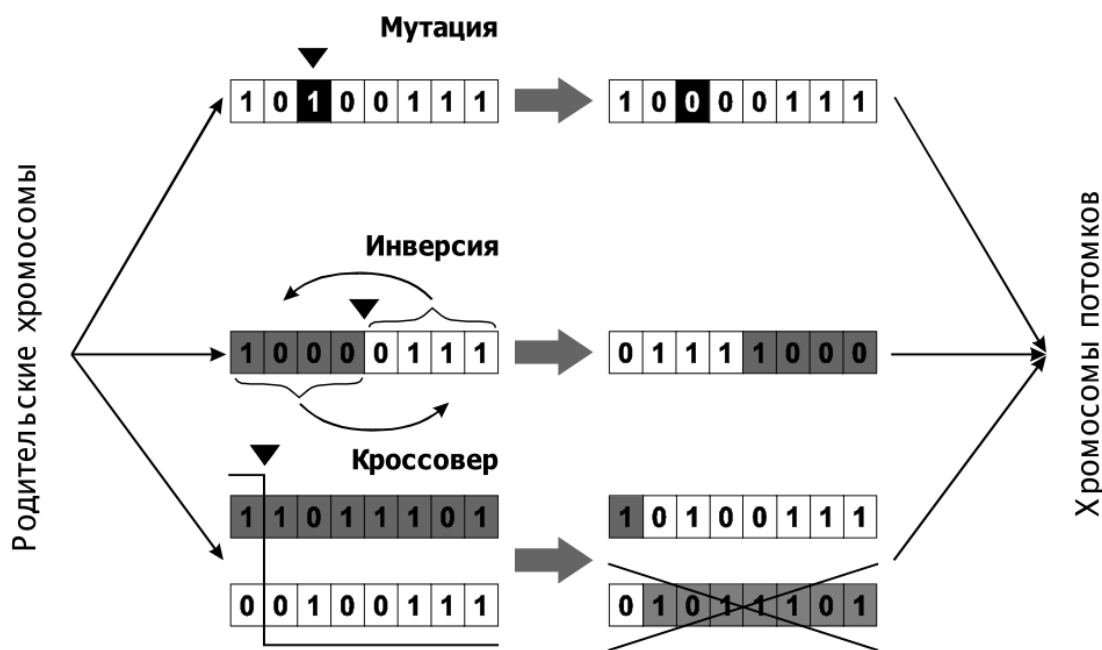 Мутация
1 0 1 0 0 1 1 1
1 0 0 0 0 1 1 1
Родительские хромосомы
Инверсия
1 0 0 0 0 1 1 1
0 1 1 1 1 0 0 0
Хромосомы потомков
Кроссовер
1 1 0 1 1 1 0 1
1 0 1 0 0 1 1 1
0 0 1 0 0 1 1 1
0 1 0 1 1 1 0 1